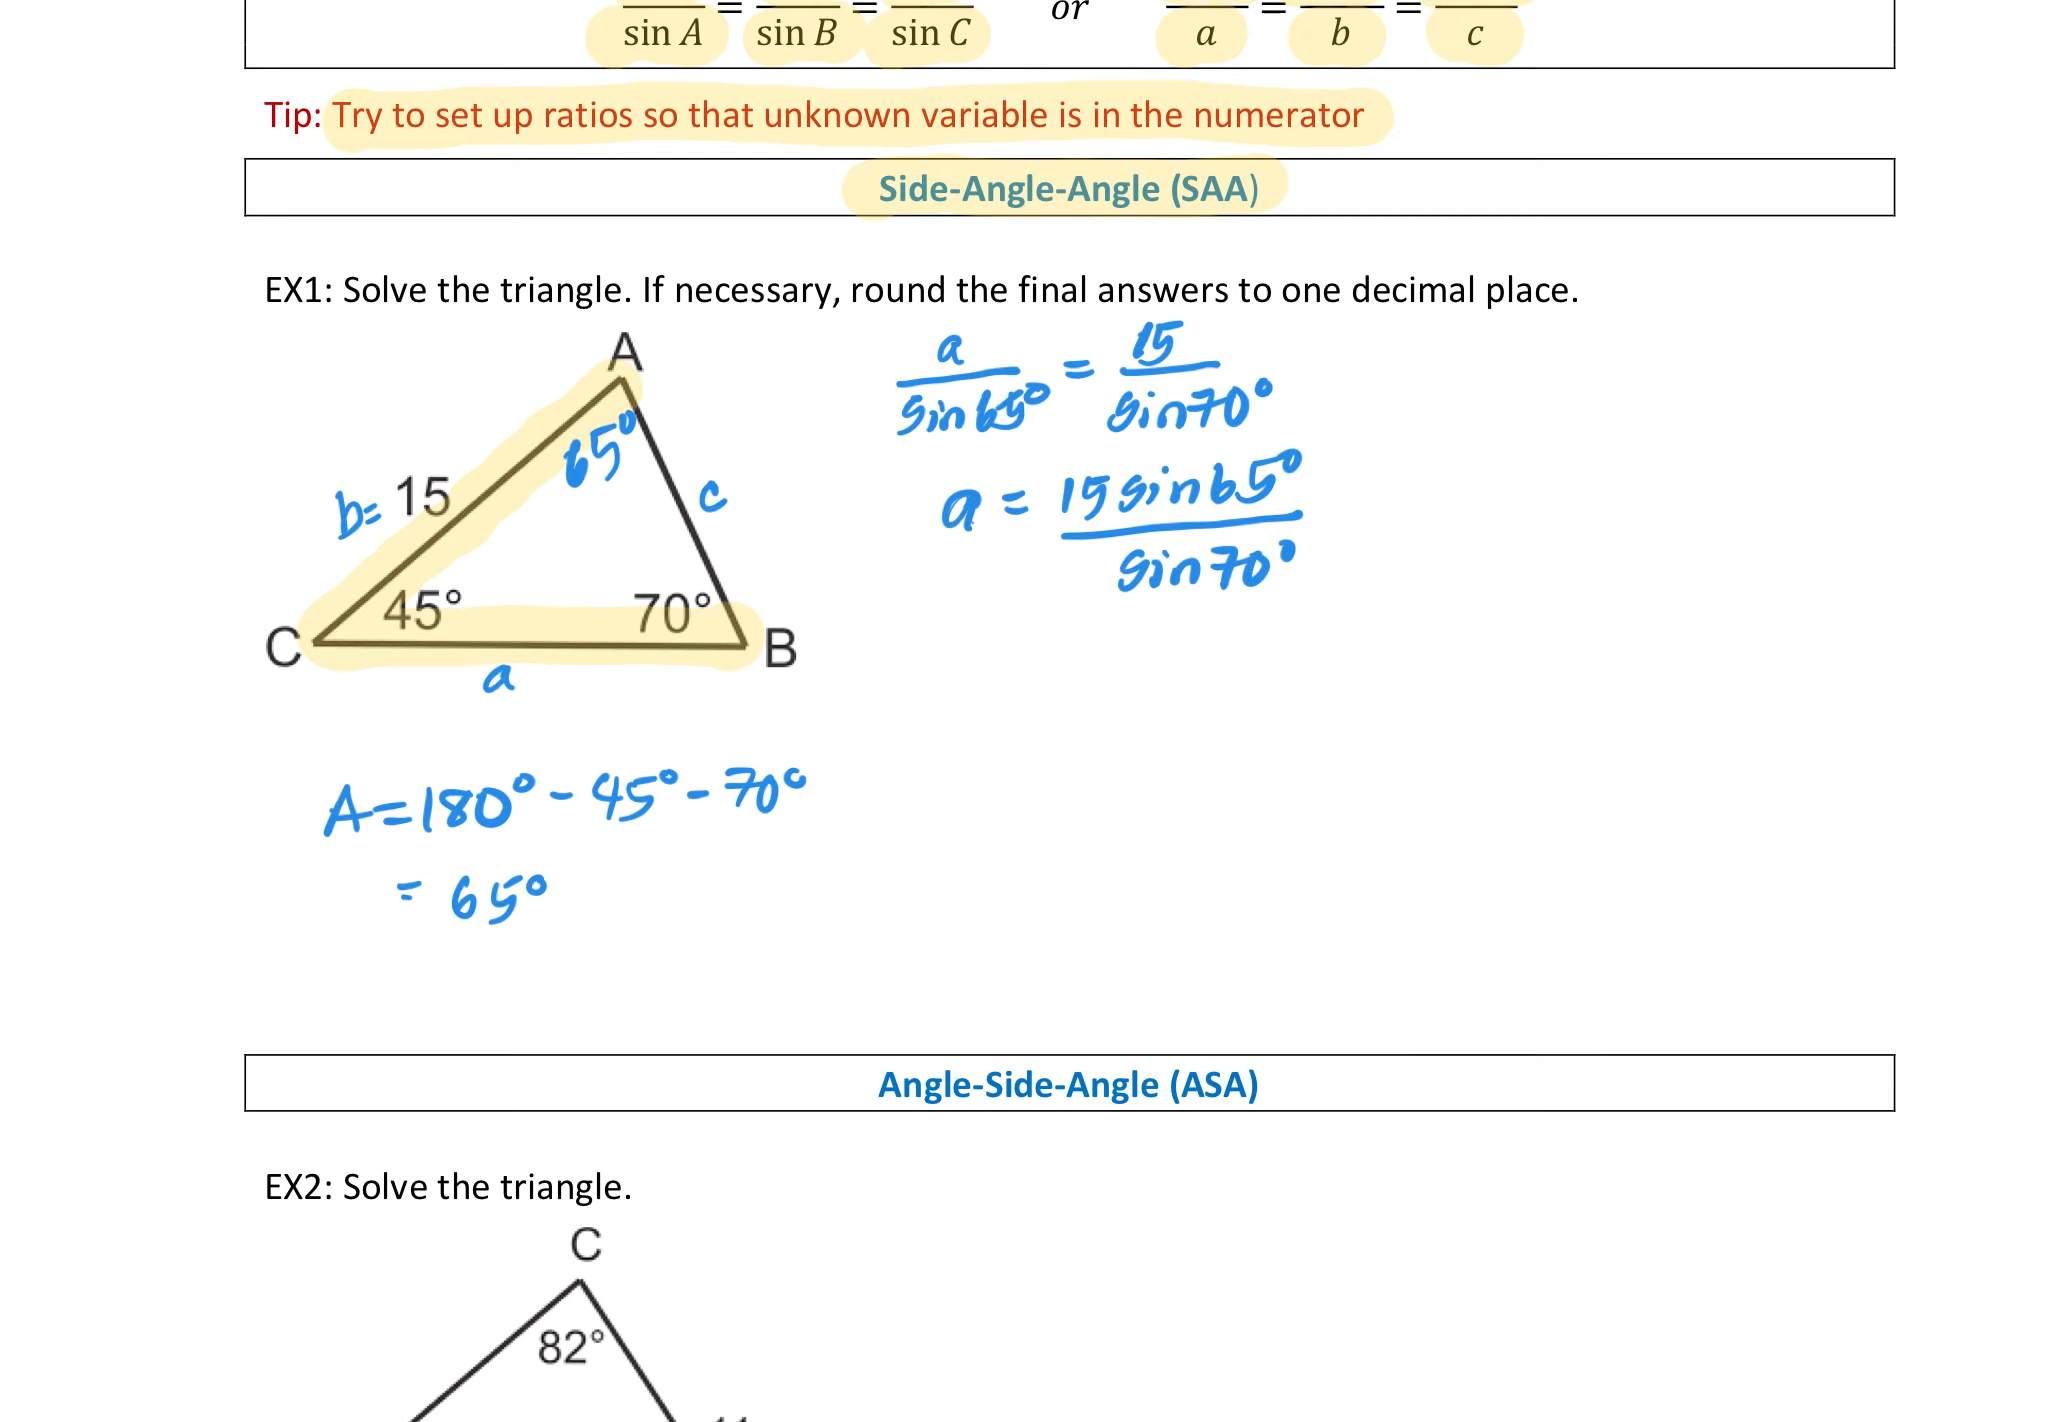 sin A = sin B = sin C or a = b = c
Tip: Try to set up ratios so that unknown variable is in the numerator
Side-Angle-Angle (SAA)
EX1: Solve the triangle. If necessary, round the final answers to one decimal place.
A
65°
b= 15
c
45°
70°
C
B
a
a / sin65° = 15 / sin70°
a = 15 sin65° / sin70°
A=180° - 45° - 70°
= 65°
Angle-Side-Angle (ASA)
EX2: Solve the triangle.
C
82°